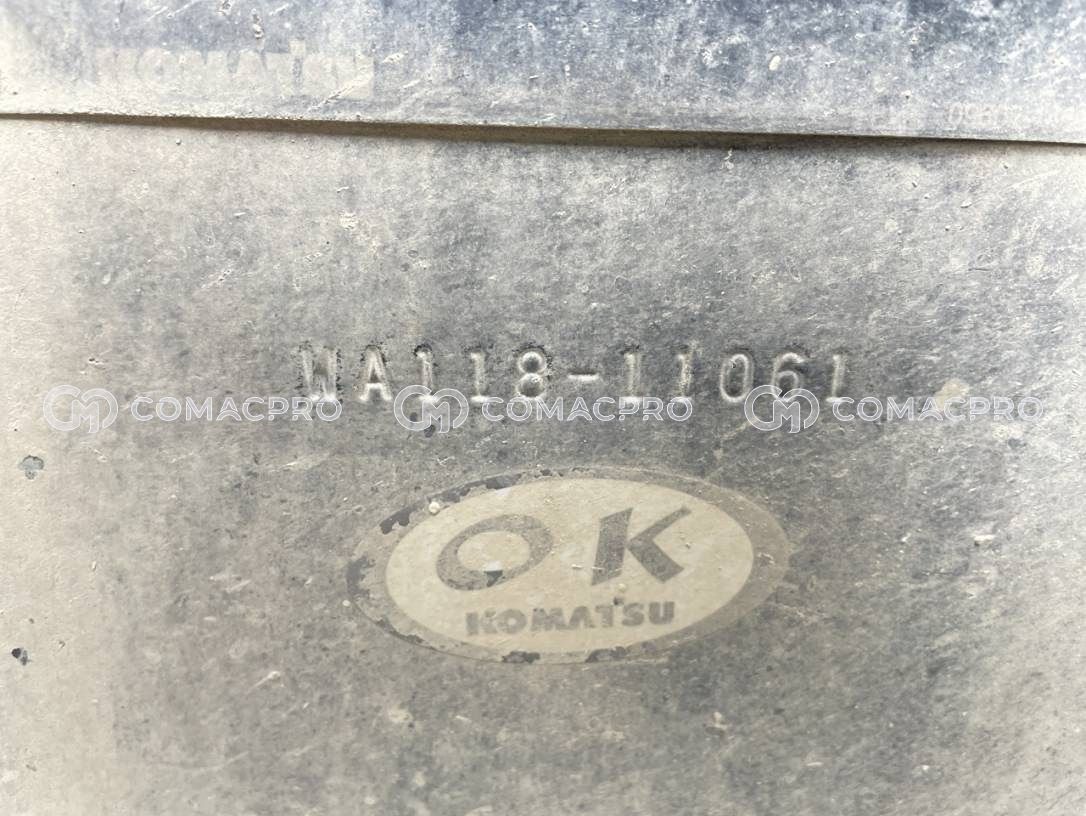 KOMATSU
WA118-11061
COMACPRO COMACPRO COMACPRO
OK
KOMATSU